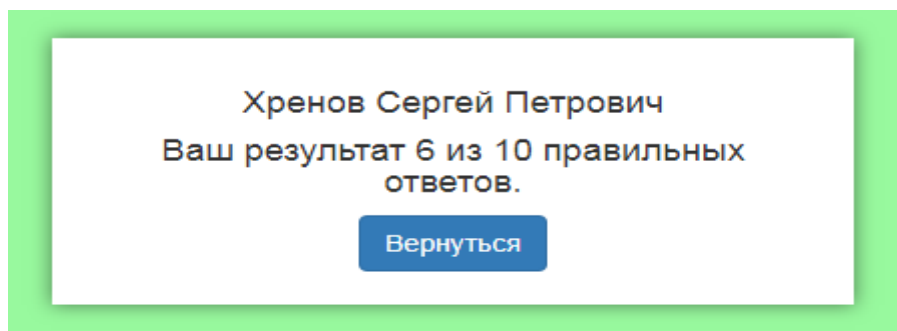 Хренов Сергей Петрович
Ваш результат 6 из 10 правильных
ответов.
Вернуться